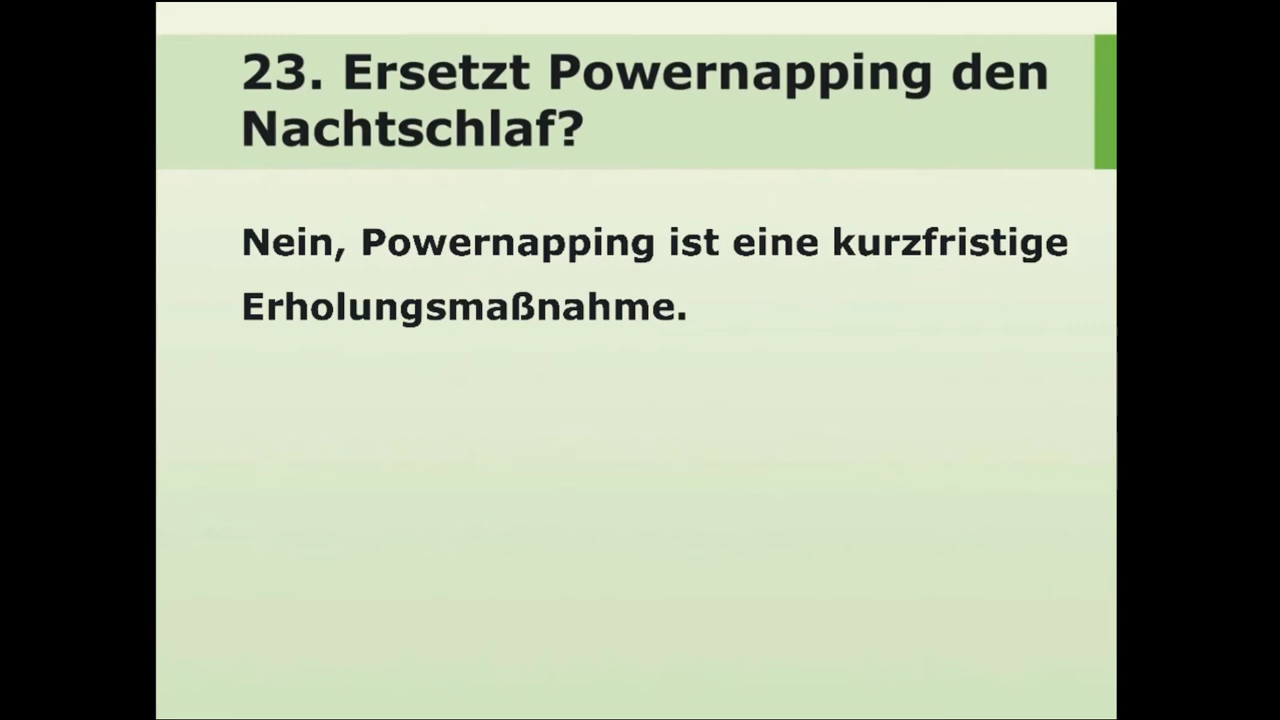 23. Ersetzt Powernapping den
Nachtschlaf?
Nein, Powernapping ist eine kurzfristige
Erholungsmaßnahme.